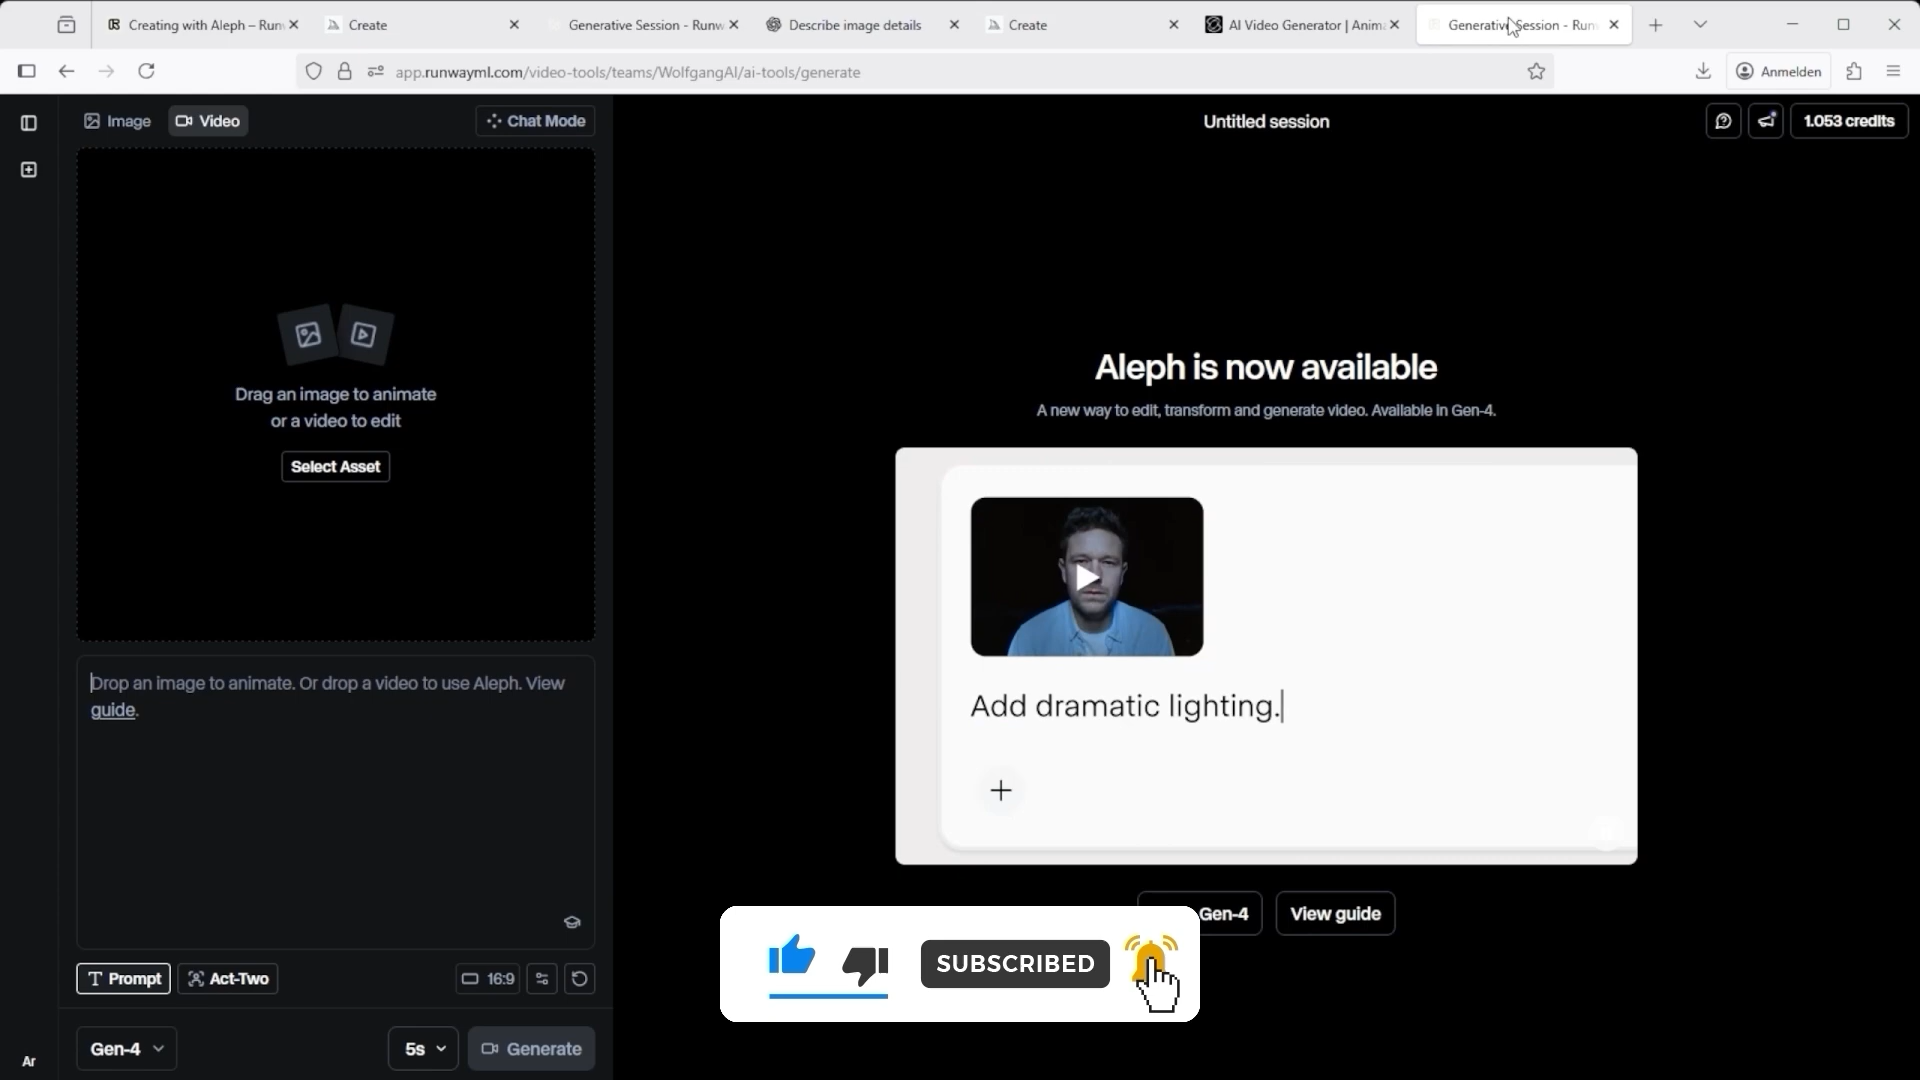 Creating with Aleph – Run
Create
Generative Session - Runw
Describe image details
Create
AI Video Generator | Anima
Generative Session - Run
app.runwayml.com/video-tools/teams/WolfgangAI/ai-tools/generate
Anmelden
Image
Video
Chat Mode
Untitled session
1.053 credits
Drag an image to animate
or a video to edit
Select Asset
Aleph is now available
A new way to edit, transform and generate video. Available in Gen-4.
Add dramatic lighting.
Drop an image to animate. Or drop a video to use Aleph. View
guide.
Gen-4
View guide
SUBSCRIBED
Prompt
Act-Two
16:9
Gen-4
5s
Generate
Ar